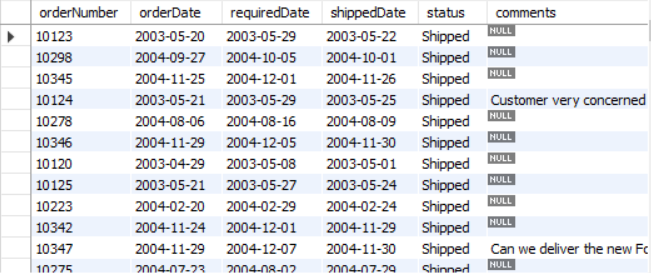 orderNumber orderDate requiredDate shippedDate status comments
10123 2003-05-20 2003-05-29 2003-05-22 Shipped NULL
10298 2004-09-27 2004-10-05 2004-10-01 Shipped NULL
10345 2004-11-25 2004-12-01 2004-11-26 Shipped NULL
10124 2003-05-21 2003-05-29 2003-05-25 Shipped Customer very concerned
10278 2004-08-06 2004-08-16 2004-08-09 Shipped NULL
10346 2004-11-29 2004-12-05 2004-11-30 Shipped NULL
10120 2003-04-29 2003-05-08 2003-05-01 Shipped NULL
10125 2003-05-21 2003-05-27 2003-05-24 Shipped NULL
10223 2004-02-20 2004-02-29 2004-02-24 Shipped NULL
10342 2004-11-24 2004-12-01 2004-11-29 Shipped NULL
10347 2004-11-29 2004-12-07 2004-11-30 Shipped Can we deliver the new
10275 2004-07-23 2004-08-02 2004-07-29 Shipped NULL